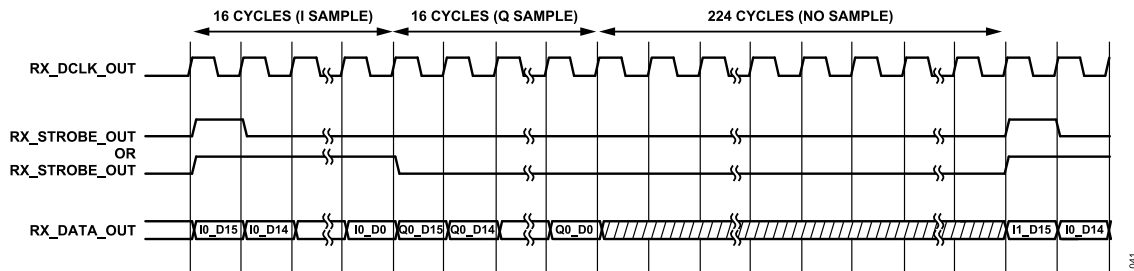 16 CYCLES (I SAMPLE) 16 CYCLES (Q SAMPLE) 224 CYCLES (NO SAMPLE)
RX_DCLK_OUT
RX_STROBE_OUT
OR
RX_STROBE_OUT
RX_DATA_OUT I0_D15 I0_D14 I0_D0 Q0_D15 Q0_D14 Q0_D0 I1_D15 I0_D14
041